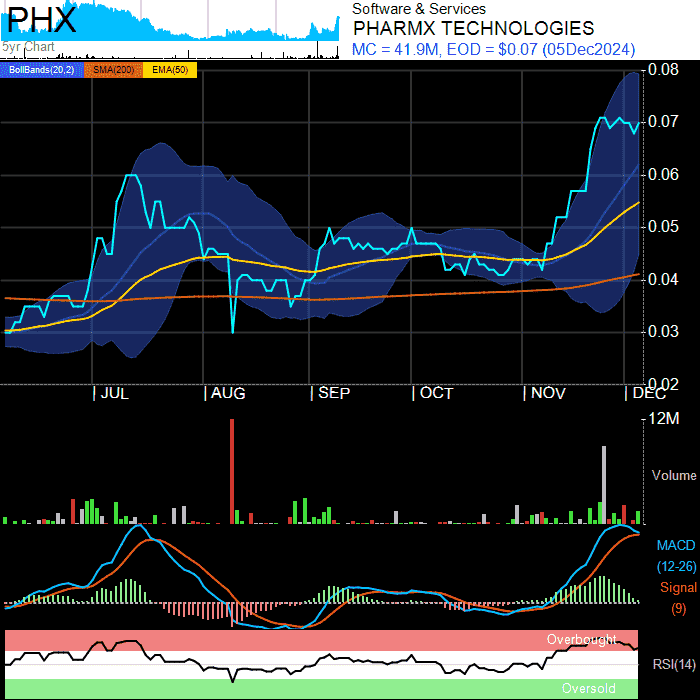 PHX
5yr Chart
Software & Services
PHARMX TECHNOLOGIES
MC = 41.9M, EOD = $0.07 (05Dec2024)
BollBands(20,2) SMA(200) EMA(50)
0.08
0.07
0.06
0.05
0.04
0.03
0.02
JUL AUG SEP OCT NOV DEC
12M
Volume
MACD
(12-26)
Signal
(9)
Overbought
RSI(14)
Oversold